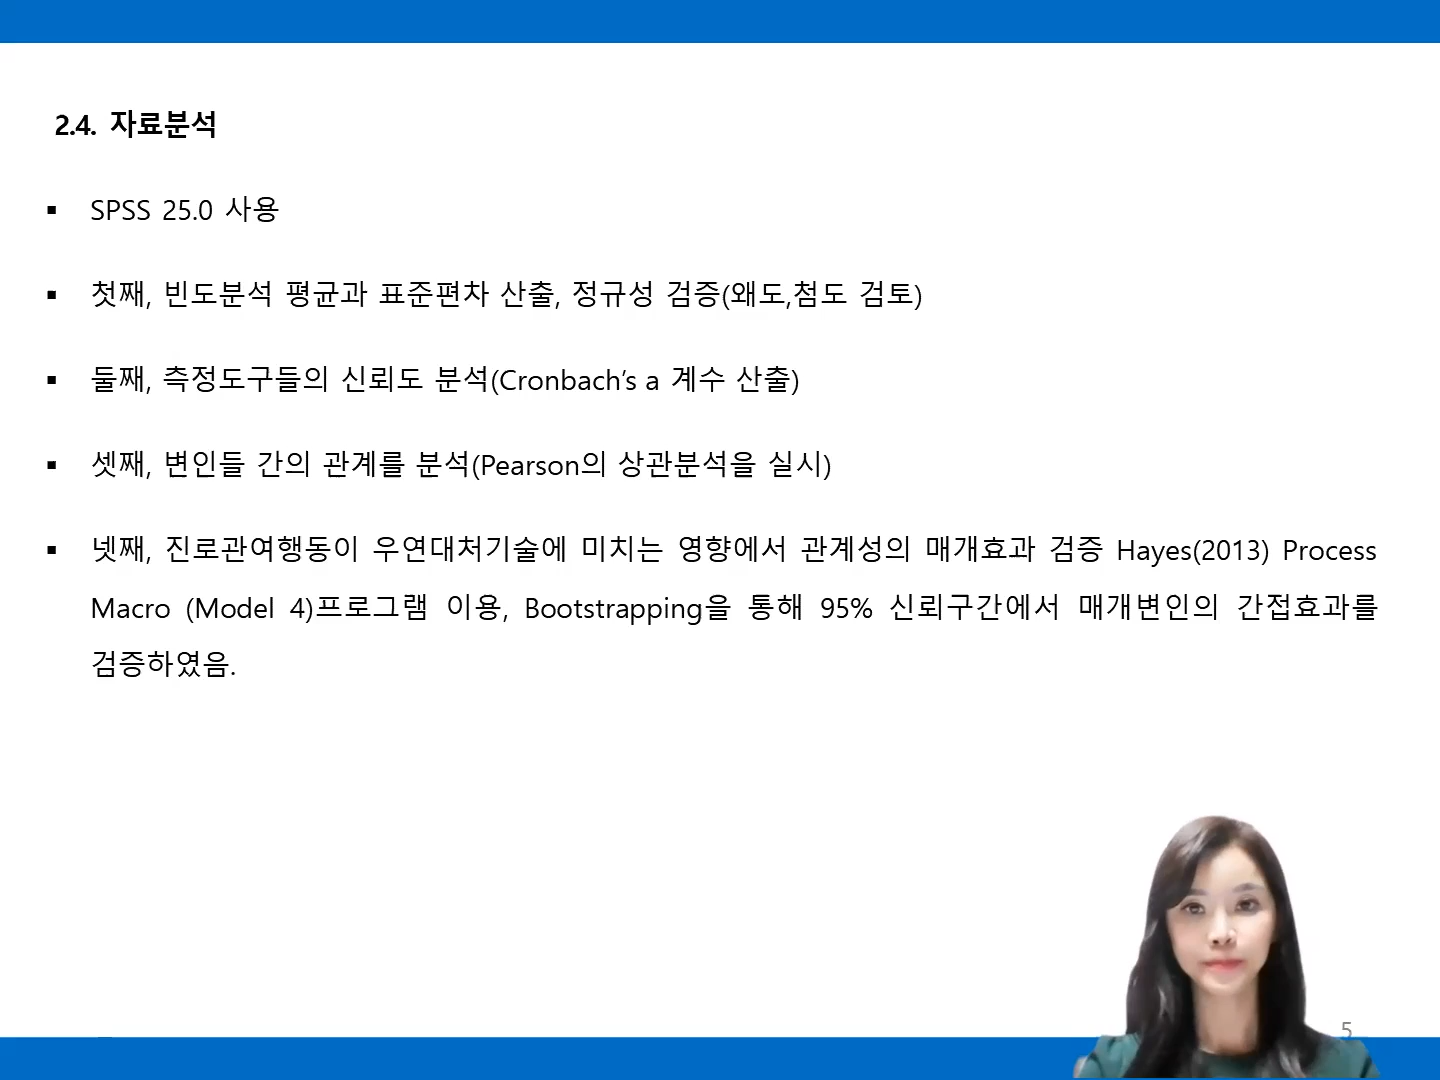 2.4. 자료분석
▪ SPSS 25.0 사용
▪ 첫째, 빈도분석 평균과 표준편차 산출, 정규성 검증(왜도,첨도 검토)
▪ 둘째, 측정도구들의 신뢰도 분석(Cronbach’s a 계수 산출)
▪ 셋째, 변인들 간의 관계를 분석(Pearson의 상관분석을 실시)
▪ 넷째, 진로관여행동이 우연대처기술에 미치는 영향에서 관계성의 매개효과 검증 Hayes(2013) Process
Macro (Model 4)프로그램 이용, Bootstrapping을 통해 95% 신뢰구간에서 매개변인의 간접효과를
검증하였음.
5